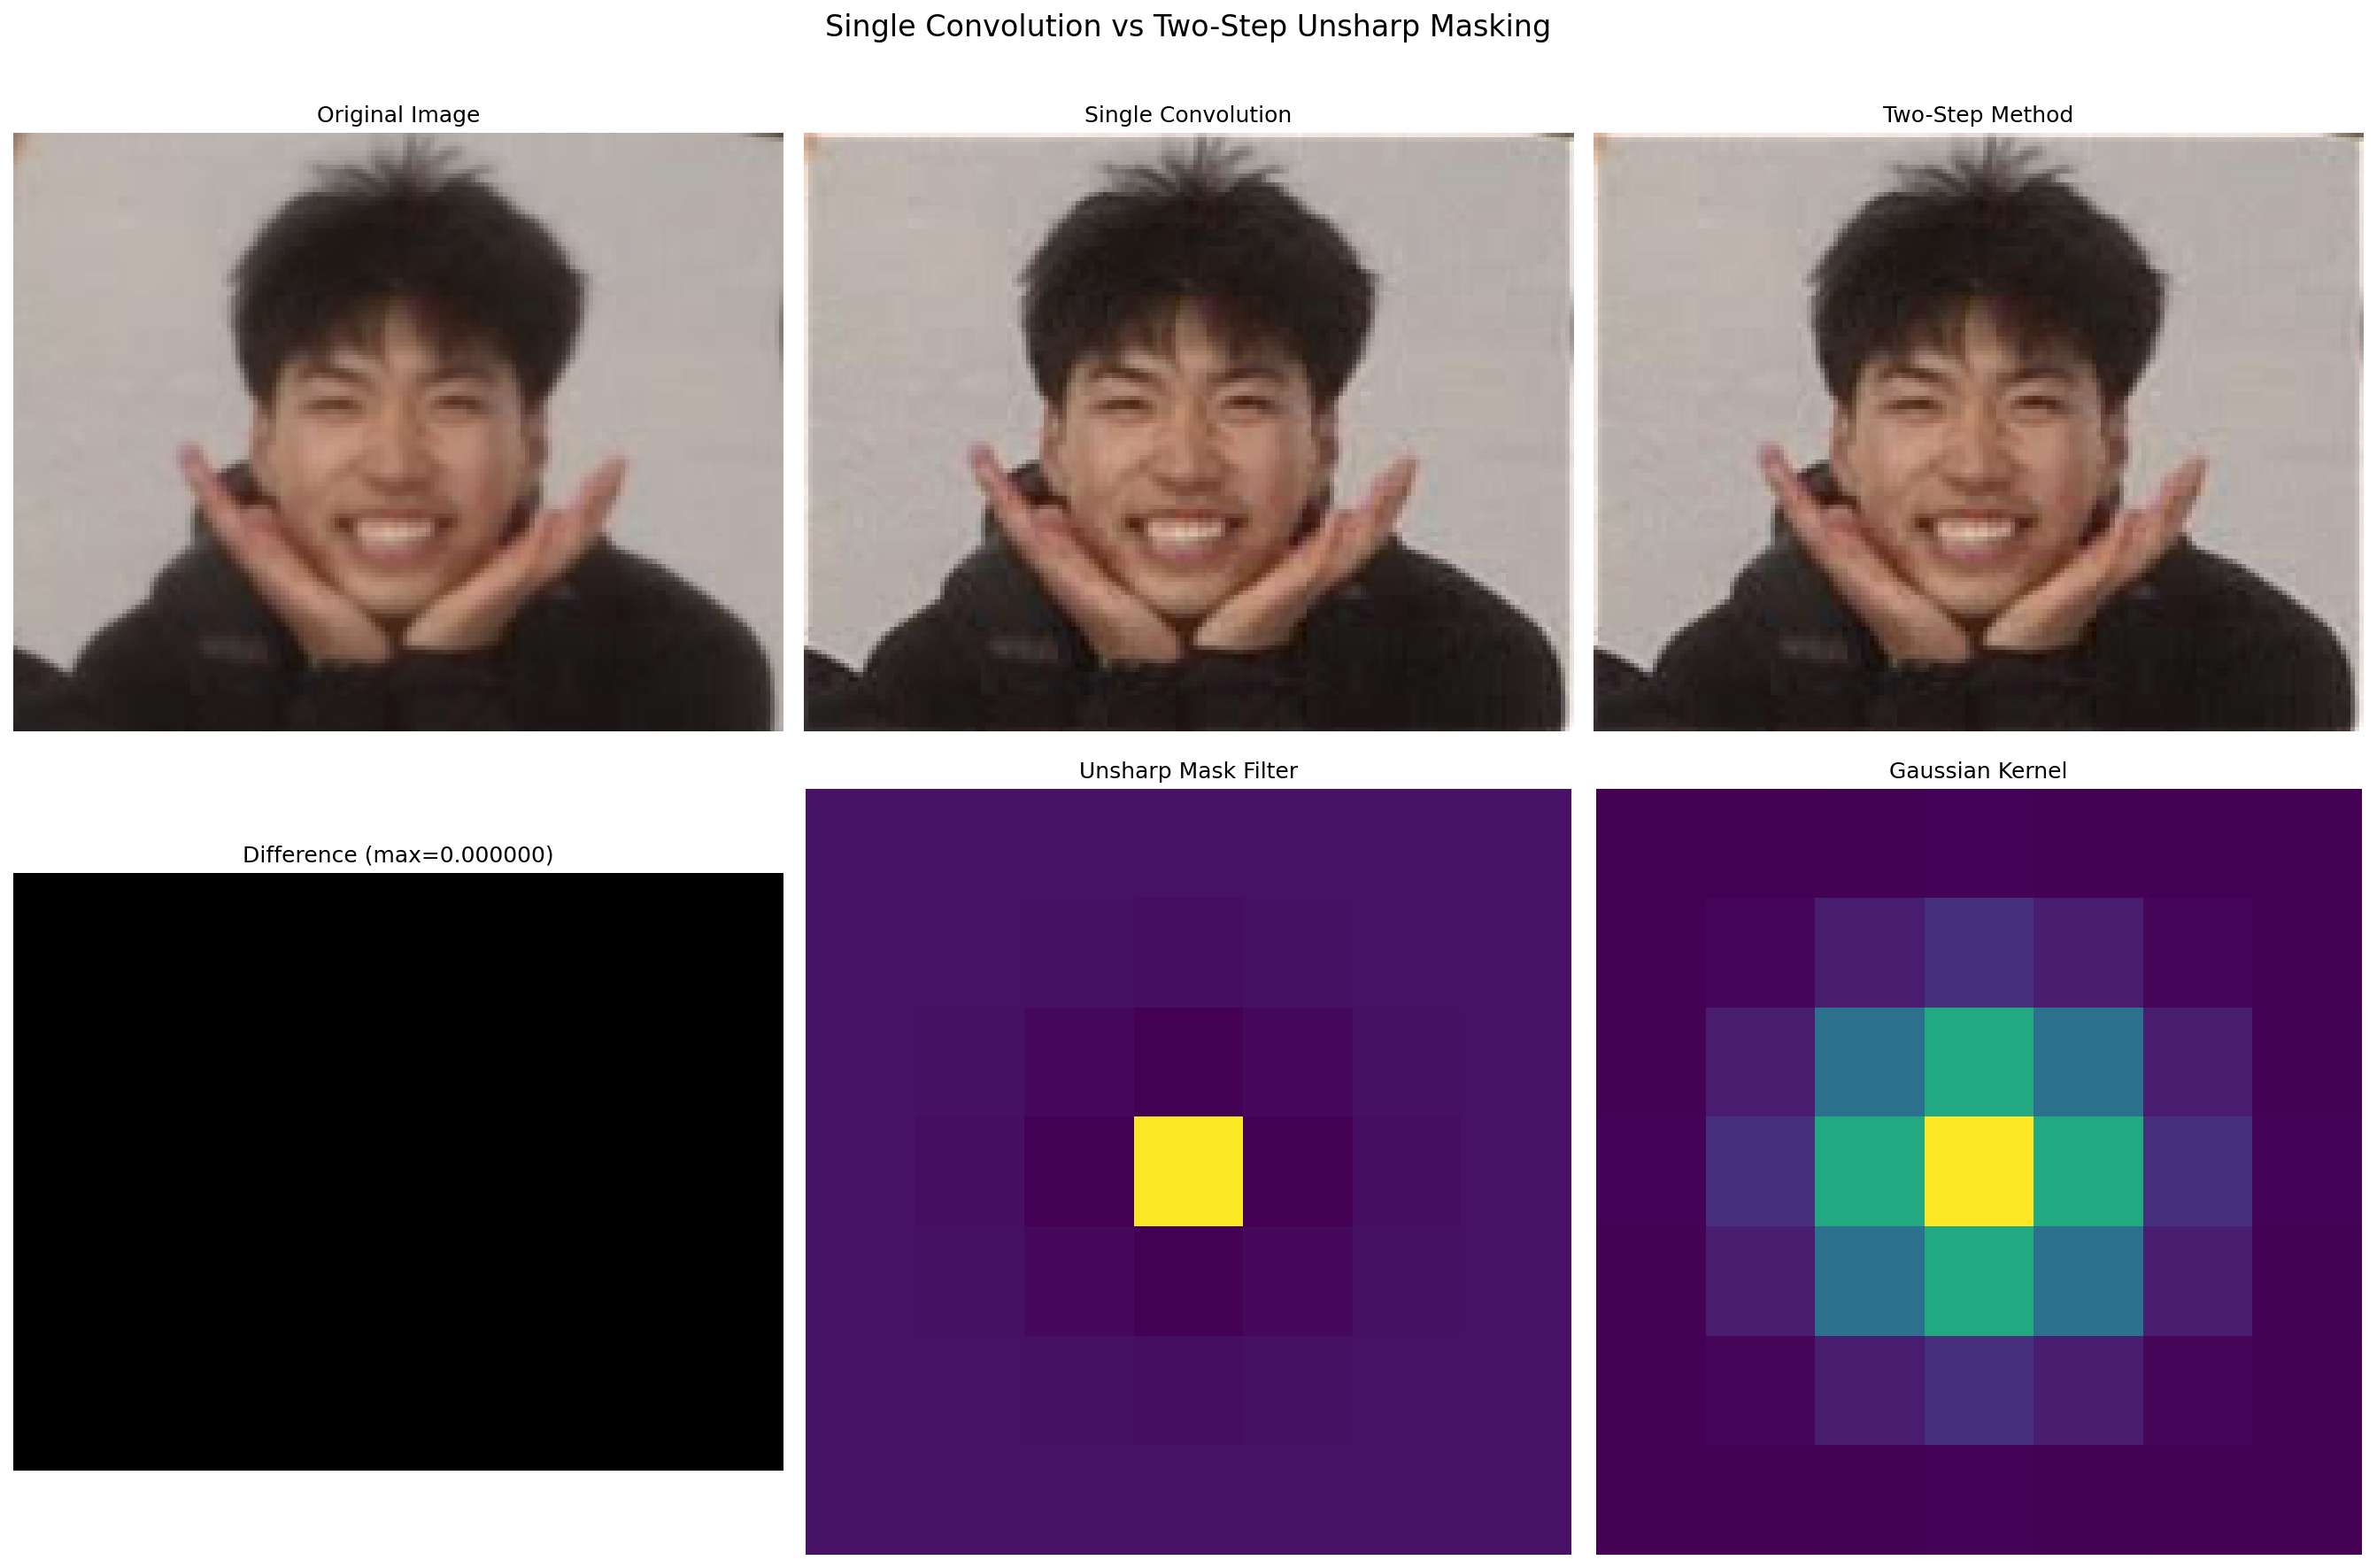 Single Convolution vs Two-Step Unsharp Masking
Original Image
Single Convolution
Two-Step Method
Difference (max=0.000000)
Unsharp Mask Filter
Gaussian Kernel